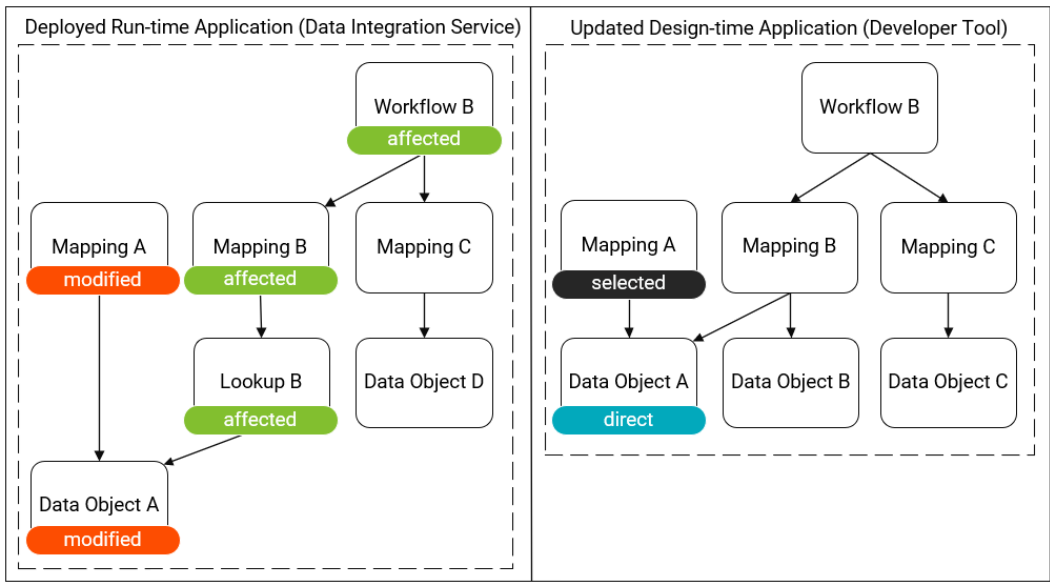 Deployed Run-time Application (Data Integration Service)
Workflow B
affected
Mapping A
modified
Mapping B
affected
Mapping C
Lookup B
affected
Data Object D
Data Object A
modified
Updated Design-time Application (Developer Tool)
Workflow B
Mapping A
selected
Mapping B
Mapping C
Data Object A
direct
Data Object B
Data Object C